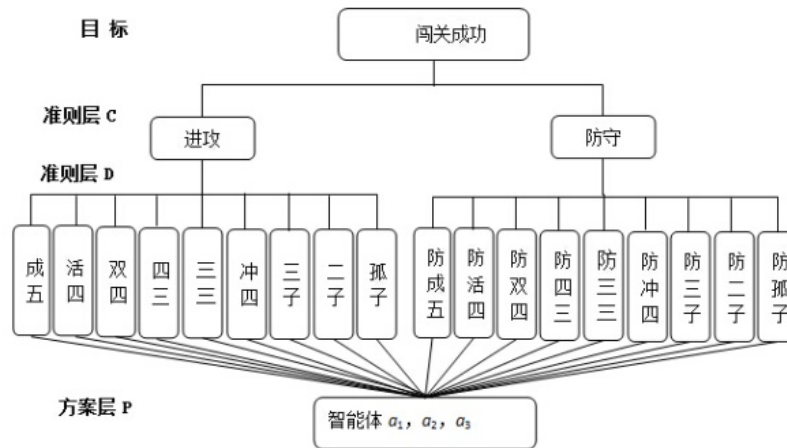 目 标
闯关成功
准则层 C
进攻
防守
准则层 D
成五
活四
双四
四三
三三
冲四
三子
二子
孤子
防成五
防活四
防双四
防四三
防三三
防冲四
防三子
防二子
防孤子
方案层 P
智能体 a₁，a₂，a₃